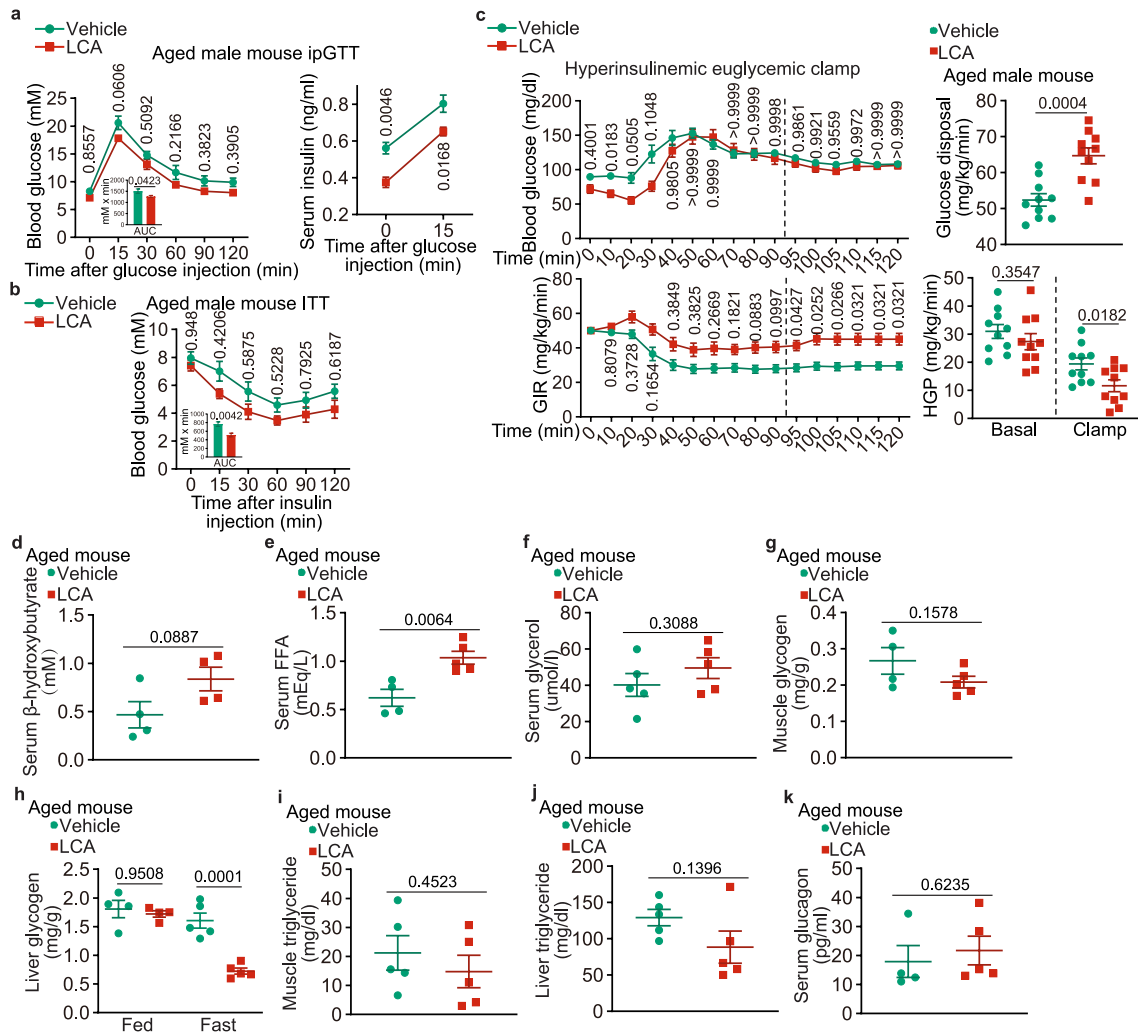 a
Vehicle
LCA
Aged male mouse ipGTT
Blood glucose (mM)
25
20
15
10
5
0
0.8557
0.0606
0.5092
0.2166
0.3823
0.3905
mM x min
2000
1500
1000
500
0
0.0423
AUC
0 15 30 60 90 120
Time after glucose injection (min)
Serum insulin (ng/ml)
1.0
0.8
0.6
0.4
0.2
0.0046
0.0168
0 15
Time after glucose
injection (min)
b
Vehicle
LCA
Aged male mouse ITT
Blood glucose (mM)
10
8
6
4
2
0
0.948
0.4206
0.5875
0.5228
0.7925
0.6187
mM x min
1000
800
600
400
200
0
0.0042
AUC
0 15 30 60 90 120
Time after insulin
injection (min)
c
Vehicle
LCA
Hyperinsulinemic euglycemic clamp
Blood glucose (mg/dl)
200
150
100
50
0
0.4001
0.0183
0.0505
0.1048
0.9805
>0.9999
0.9999
>0.9999
>0.9999
0.9998
0.9861
0.9921
0.9559
0.9972
>0.9999
>0.9999
0 10 20 30 40 50 60 70 80 90 95 100 105 110 115 120
Time (min)
GIR (mg/kg/min)
90
60
30
0
0.8079
0.3728
0.1654
0.3849
0.3825
0.2669
0.1821
0.0883
0.0997
0.0427
0.0252
0.0266
0.0321
0.0321
0.0321
Time (min)
0 10 20 30 40 50 60 70 80 90 95 100 105 110 115 120
Vehicle
LCA
Aged male mouse
Glucose disposal
(mg/kg/min)
80
70
60
40
0.0004
HGP (mg/kg/min)
50
40
30
20
10
0
0.3547
0.0182
Basal Clamp
d
Aged mouse
Vehicle
LCA
Serum β-hydroxybutyrate
(mM)
1.5
1.0
0.5
0.0
0.0887
e
Aged mouse
Vehicle
LCA
Serum FFA
(mEq/L)
1.5
1.0
0.5
0.0
0.0064
f
Aged mouse
Vehicle
LCA
Serum glycerol
(umol/l)
80
60
40
20
0
0.3088
g
Aged mouse
Vehicle
LCA
Muscle glycogen
(mg/g)
0.4
0.3
0.2
0.1
0.0
0.1578
h
Aged mouse
Vehicle
LCA
Liver glycogen
(mg/g)
2.5
2.0
1.5
1.0
0.5
0.0
0.9508
0.0001
Fed Fast
i
Aged mouse
Vehicle
LCA
Muscle triglyceride
(mg/dl)
50
40
30
20
10
0
0.4523
j
Aged mouse
Vehicle
LCA
Liver triglyceride
(mg/dl)
200
150
100
50
0
0.1396
k
Aged mouse
Vehicle
LCA
Serum glucagon
(pg/ml)
50
40
30
20
10
0
0.6235